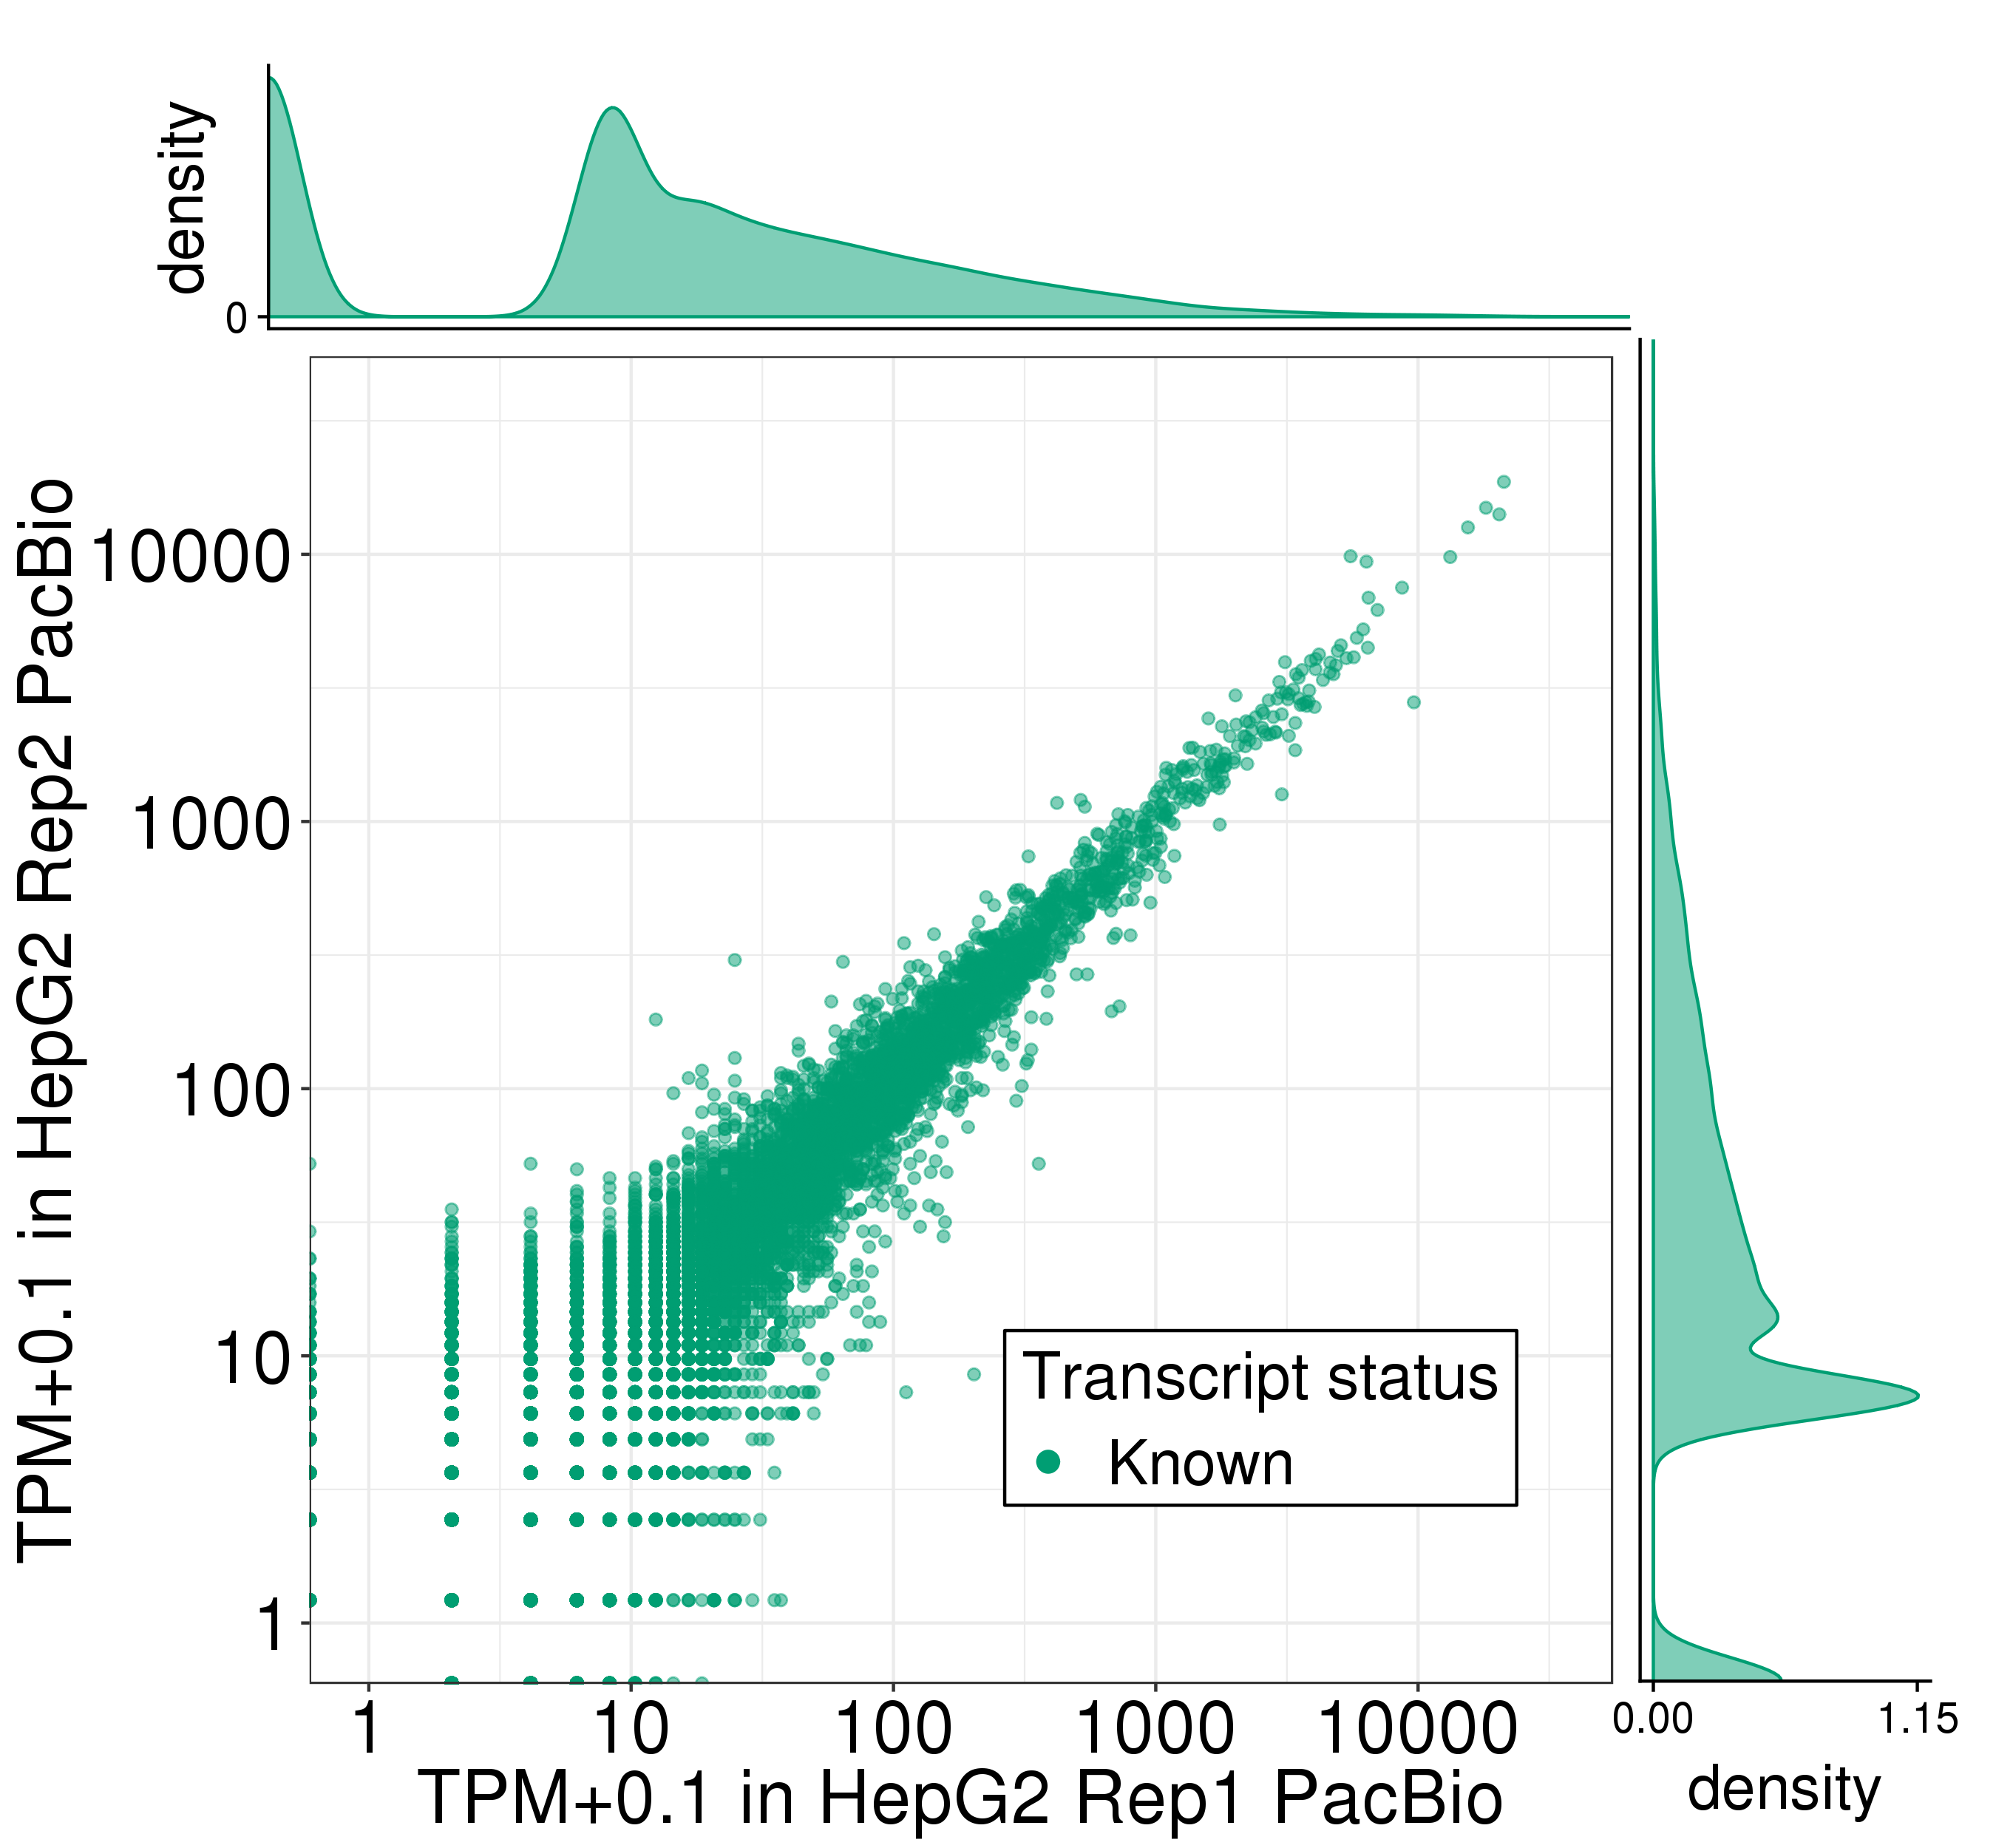 density
0
TPM+0.1 in HepG2 Rep2 PacBio
10000
1000
100
10
1
Transcript status
Known
1
10
100
1000
10000
TPM+0.1 in HepG2 Rep1 PacBio
0.00
1.15
density